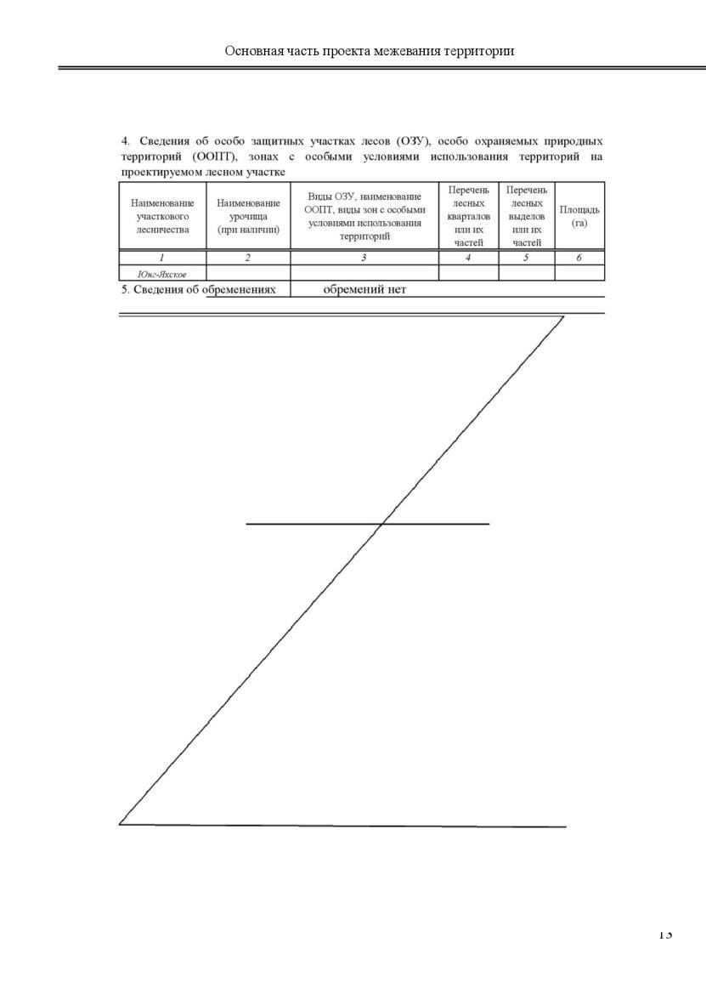 Основная часть проекта межевания территории
4. Сведения об особо защитных участках лесов (ОЗУ), особо охраняемых природных
территорий (ООПТ), зонах с особыми условиями использования территорий на
проектируемом лесном участке
Наименование
участкового
лесничества
Наименование
урочища
(при наличии)
Виды ОЗУ, наименование
ООПТ, виды зон с особыми
условиями использования
территорий
Перечень
лесных
кварталов
или их
частей
Перечень
лесных
выделов
или их
частей
Площадь
(га)
1 2 3 4 5 6
Юнг-Яхское
5. Сведения об обременениях обремений нет